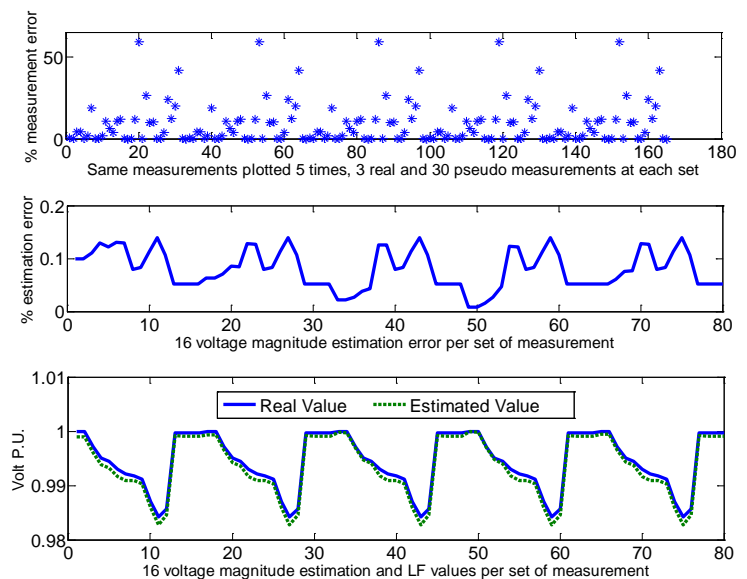 % measurement error
50
0
0 20 40 60 80 100 120 140 160 180
Same measurements plotted 5 times, 3 real and 30 pseudo measurements at each set
% estimation error
0.2
0.1
0
0 10 20 30 40 50 60 70 80
16 voltage magnitude estimation error per set of measurement
Volt P.U.
1.01
1
0.99
0.98
Real Value Estimated Value
0 10 20 30 40 50 60 70 80
16 voltage magnitude estimation and LF values per set of measurement